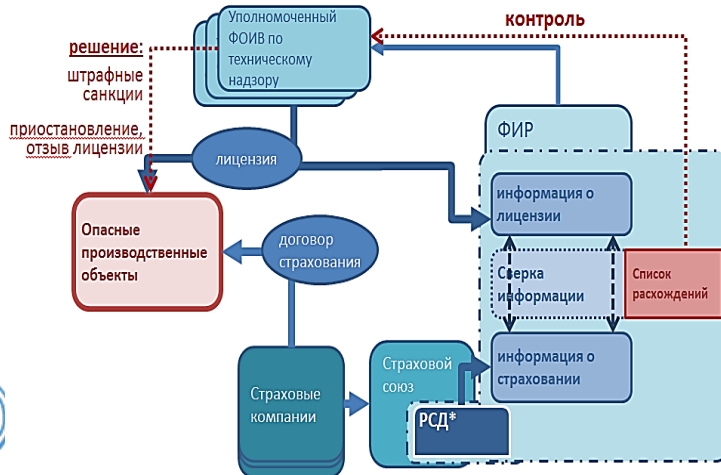 Уполномоченный
ФОИВ по
техническому
надзору
контроль
решение:
штрафные
санкции
приостановление,
отзыв лицензии
лицензия
ФИР
информация о
лицензии
Опасные
производственные
объекты
договор
страхования
Сверка
информации
Список
расхождений
информация о
страховании
Страховые
компании
Страховой
союз
РСД*